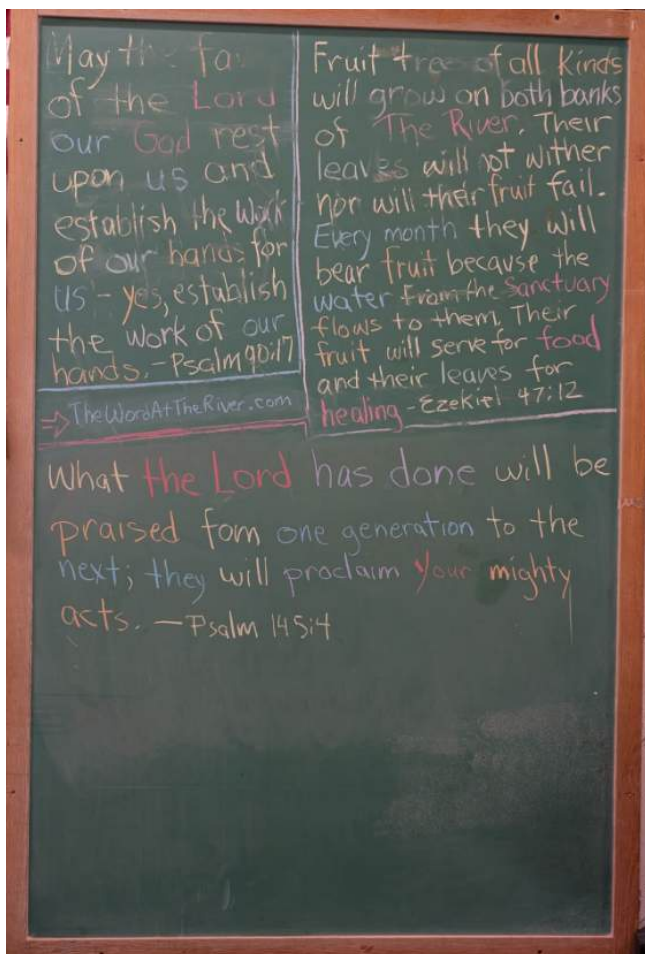 May the fa
of the Lord
our God rest
upon us and
establish the work
of our hands for
us - yes, establish
the work of our
hands. - Psalm 90:17
⇒ TheWordAtTheRiver.com
Fruit trees of all kinds
will grow on both banks
of The River. Their
leaves will not wither
nor will their fruit fail.
Every month they will
bear fruit because the
water from the Sanctuary
flows to them. Their
fruit will serve for food
and their leaves for
healing - Ezekiel 47:12
What the Lord has done will be
praised fom one generation to the
next; they will proclaim your mighty
acts. - Psalm 145:4